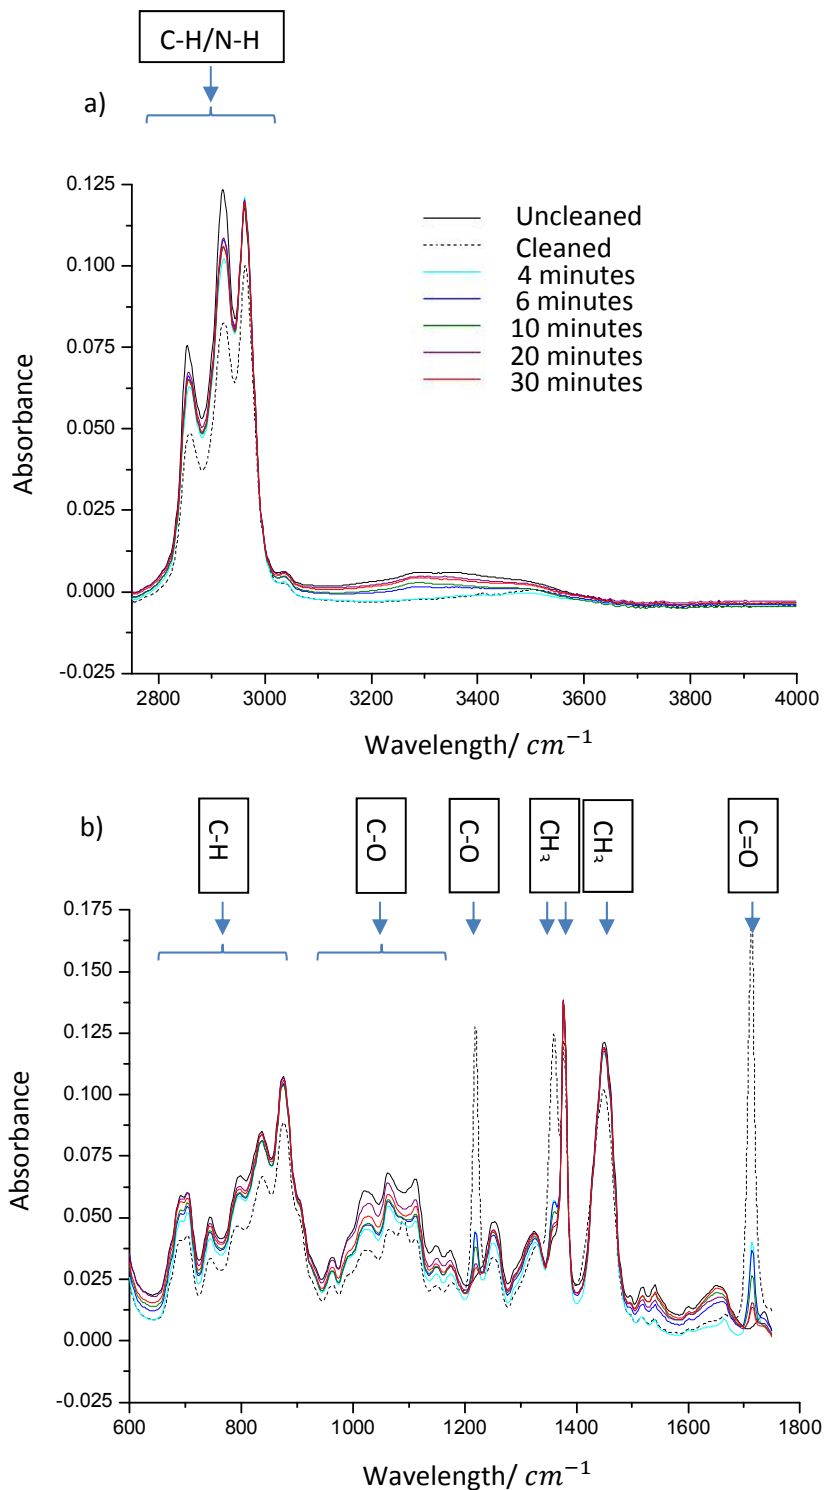 C-H/N-H
a)
0.125
0.100
0.075
0.050
0.025
0.000
-0.025
Absorbance
Uncleaned
Cleaned
4 minutes
6 minutes
10 minutes
20 minutes
30 minutes
2800 3000 3200 3400 3600 3800 4000
Wavelength/ cm⁻¹
b)
C-H
C-O
C-O
CH₃
CH₃
C=O
0.175
0.150
0.125
0.100
0.075
0.050
0.025
0.000
-0.025
Absorbance
600 800 1000 1200 1400 1600 1800
Wavelength/ cm⁻¹